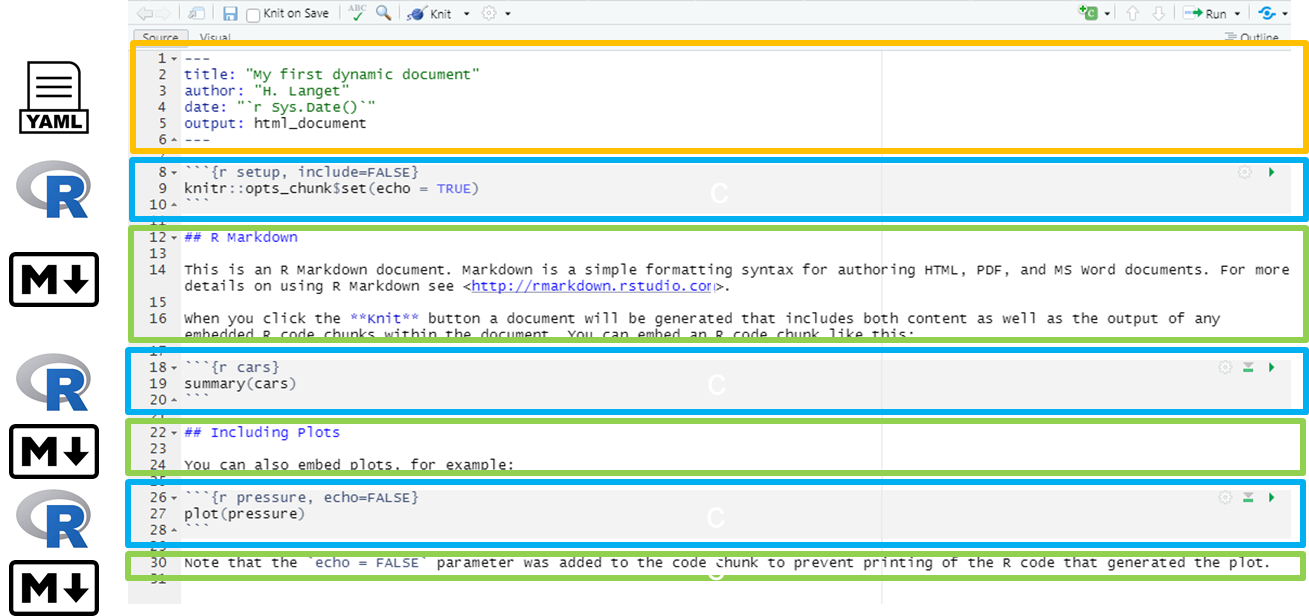 ABC
Knit on Save
Knit
C
Run
Source
Visual
Outline
YAML
1 ---
2 title: "My first dynamic document"
3 author: "H. Langet"
4 date: "`r Sys.Date()`"
5 output: html_document
6 ---
R
8 ```{r setup, include=FALSE}
9 knitr::opts_chunk$set(echo = TRUE)
C
10 ```
11
M
12 ## R Markdown
13
14 This is an R Markdown document. Markdown is a simple formatting syntax for authoring HTML, PDF, and MS Word documents. For more
details on using R Markdown see <http://rmarkdown.rstudio.com>.
15
16 When you click the **Knit** button a document will be generated that includes both content as well as the output of any
embedded R code chunks within the document. You can embed an R code chunk like this:
17
R
18 ```{r cars}
19 summary(cars)
C
20 ```
21
M
22 ## Including Plots
23
24 You can also embed plots, for example:
R
26 ```{r pressure, echo=FALSE}
27 plot(pressure)
C
28 ```
29
M
30 Note that the `echo = FALSE` parameter was added to the code chunk to prevent printing of the R code that generated the plot.
31